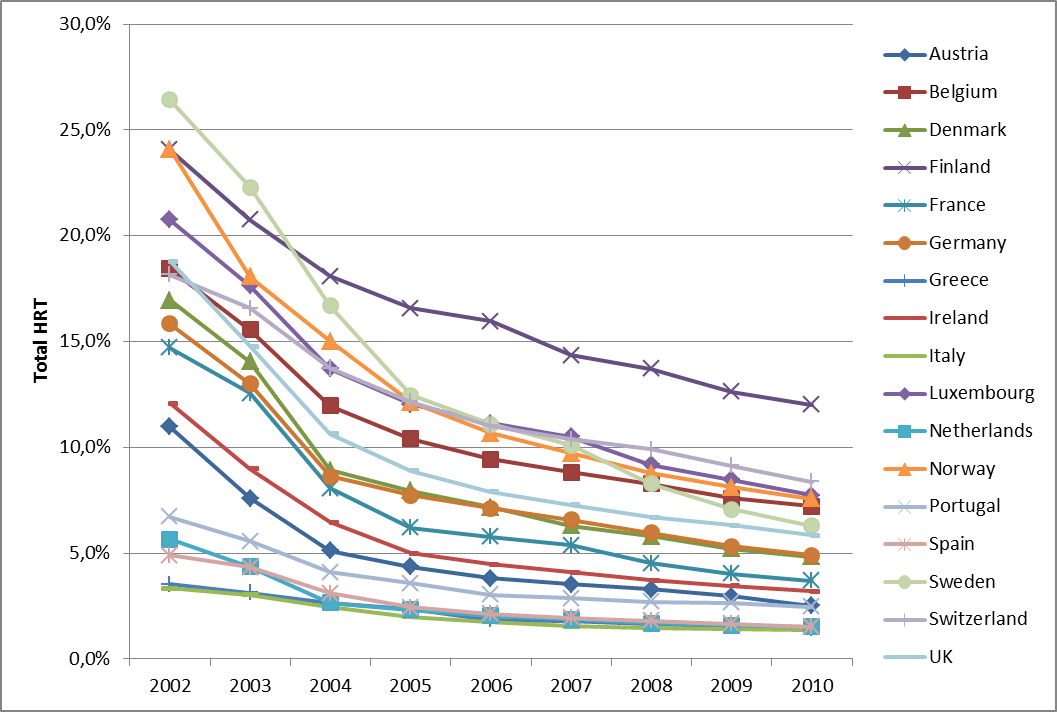 30,0%
25,0%
20,0%
15,0%
10,0%
5,0%
0,0%
Total HRT
2002 2003 2004 2005 2006 2007 2008 2009 2010
Austria
Belgium
Denmark
Finland
France
Germany
Greece
Ireland
Italy
Luxembourg
Netherlands
Norway
Portugal
Spain
Sweden
Switzerland
UK